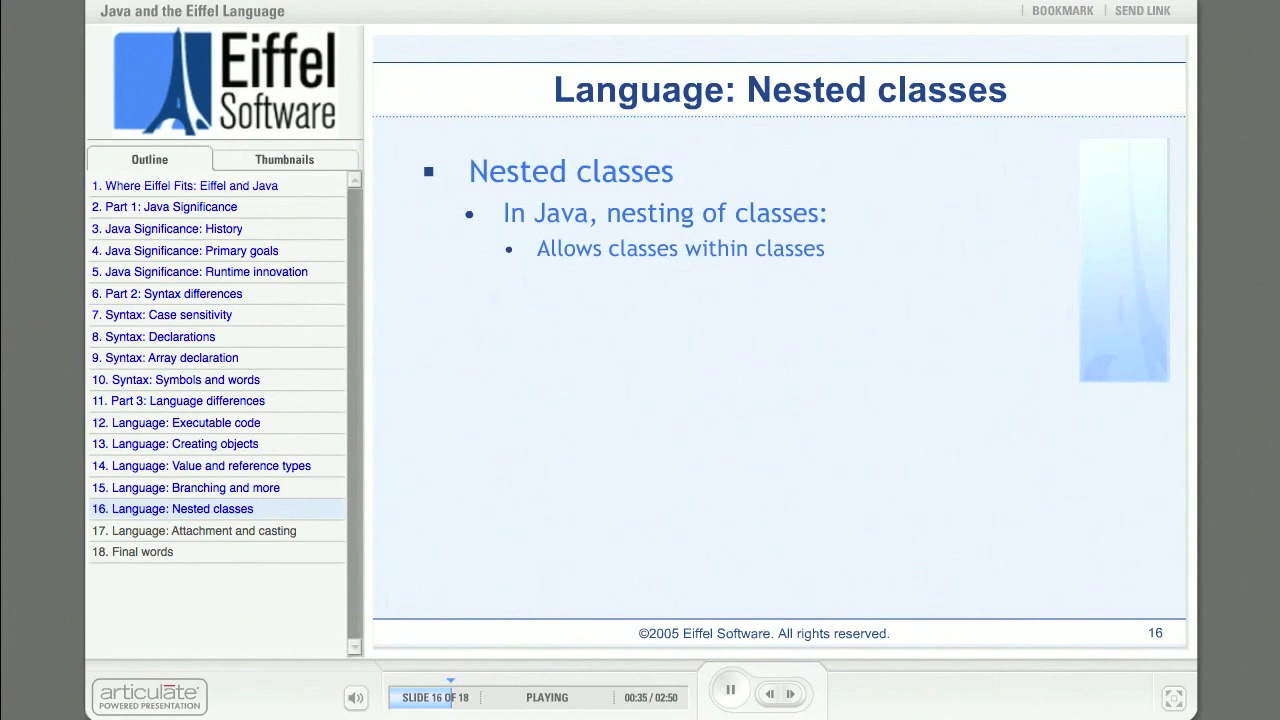 Java and the Eiffel Language
BOOKMARK
SEND LINK
Eiffel
Software
Outline
Thumbnails
1. Where Eiffel Fits: Eiffel and Java
2. Part 1: Java Significance
3. Java Significance: History
4. Java Significance: Primary goals
5. Java Significance: Runtime innovation
6. Part 2: Syntax differences
7. Syntax: Case sensitivity
8. Syntax: Declarations
9. Syntax: Array declaration
10. Syntax: Symbols and words
11. Part 3: Language differences
12. Language: Executable code
13. Language: Creating objects
14. Language: Value and reference types
15. Language: Branching and more
16. Language: Nested classes
17. Language: Attachment and casting
18. Final words
Language: Nested classes
Nested classes
In Java, nesting of classes:
Allows classes within classes
©2005 Eiffel Software. All rights reserved.
16
articulate
POWERED PRESENTATION
SLIDE 16 OF 18
PLAYING
00:35 / 02:50